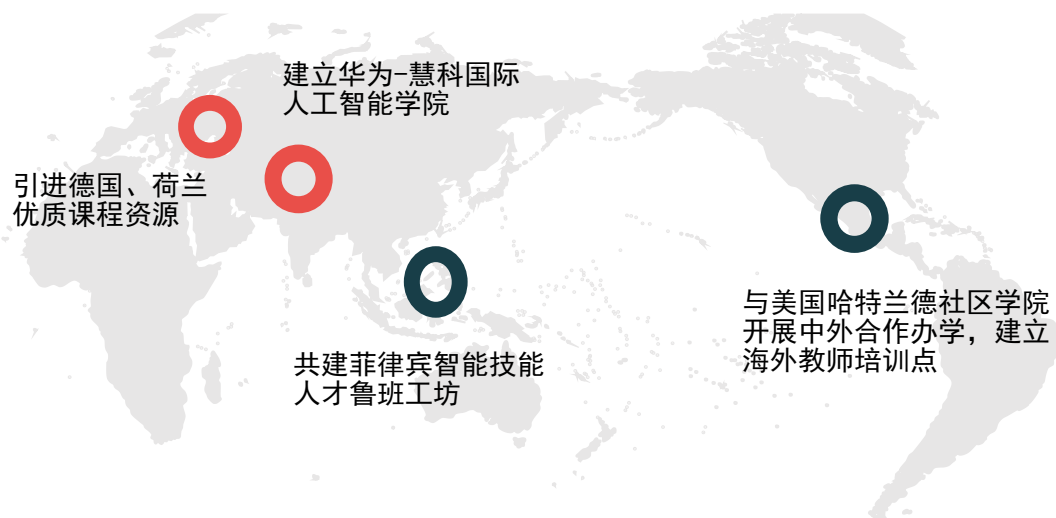 建立华为-慧科国际
人工智能学院
引进德国、荷兰
优质课程资源
共建菲律宾智能技能
人才鲁班工坊
与美国哈特兰德社区学院
开展中外合作办学，建立
海外教师培训点